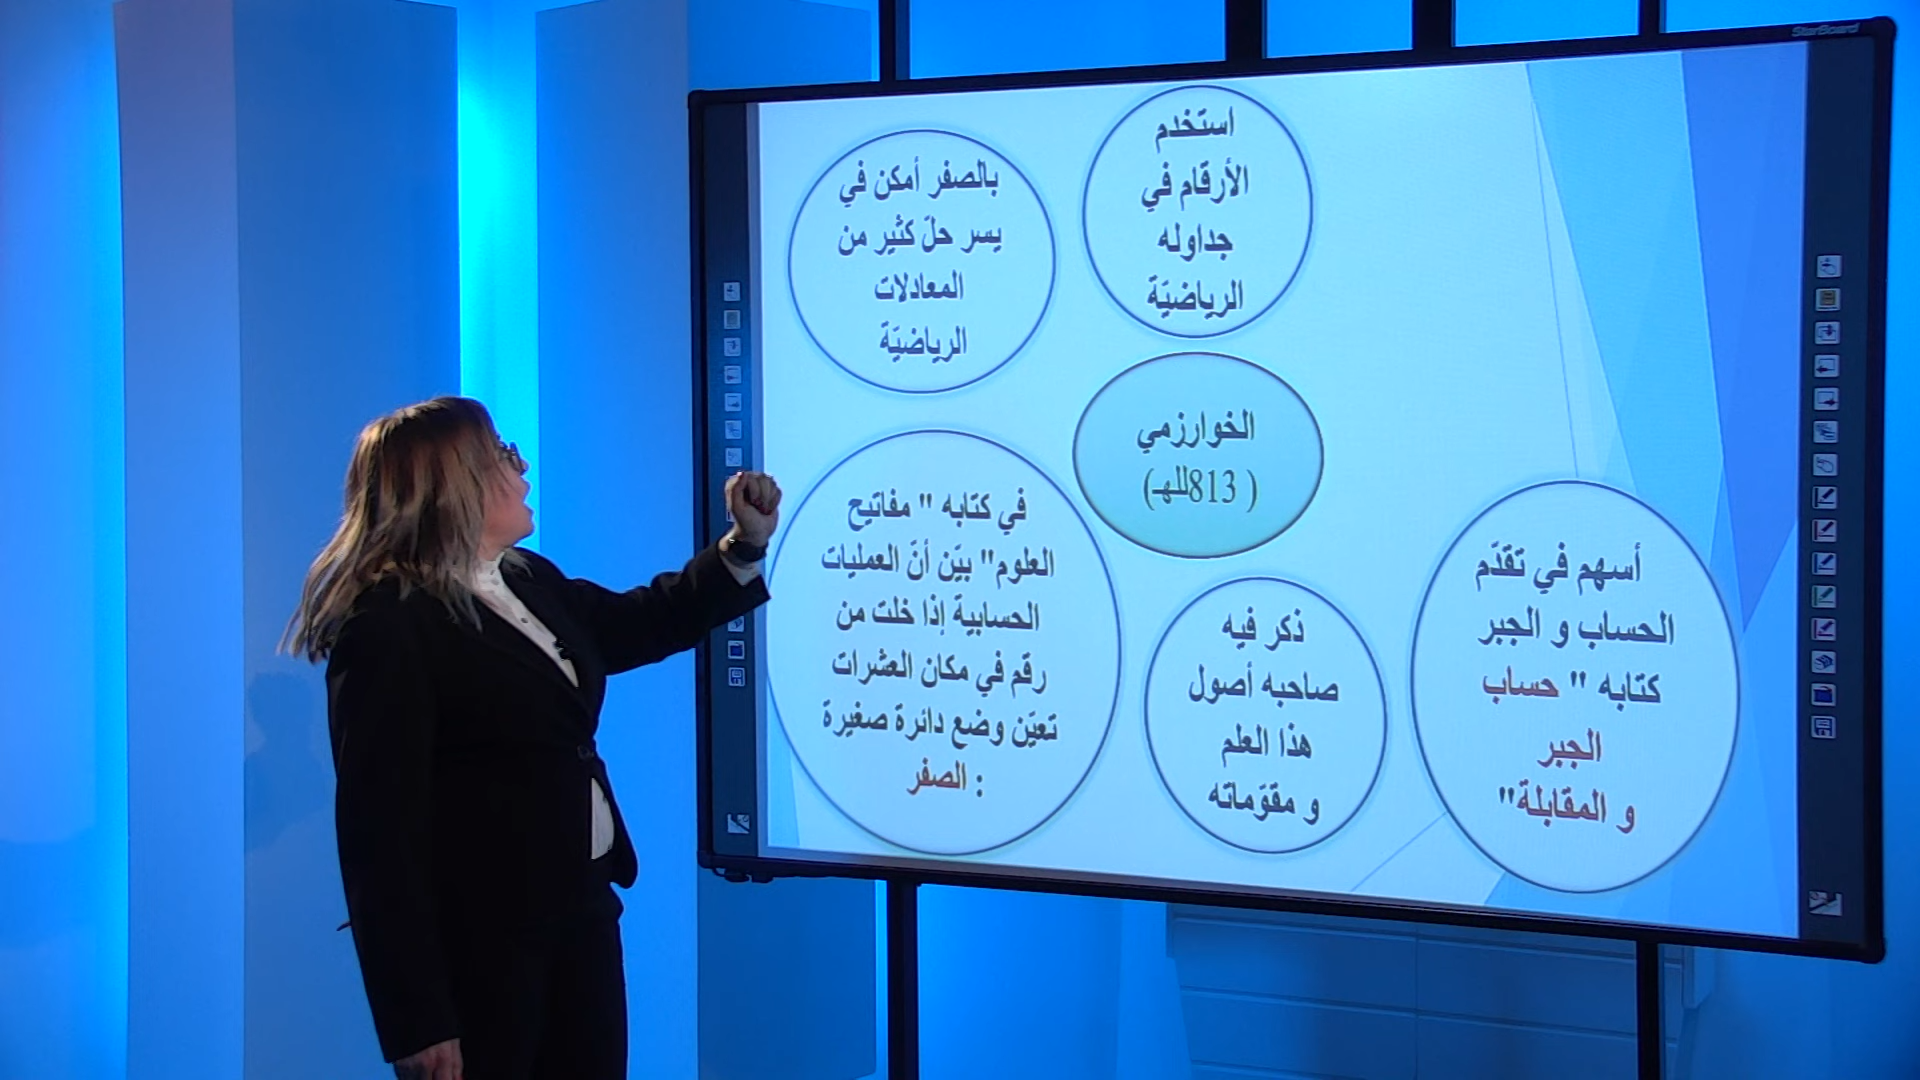 StarBoard
استخدم
الأرقام في
جداوله
الرياضيّة
بالصفر أمكن في
يسر حلّ كثير من
المعادلات
الرياضيّة
الخوارزمي
( 813للهـ)
أسهم في تقدّم
الحساب و الجبر
كتابه " حساب
الجبر
و المقابلة"
ذكر فيه
صاحبه أصول
هذا العلم
و مقوّماته
في كتابه " مفاتيح
العلوم" بيّن أنّ العمليات
الحسابية إذا خلت من
رقم في مكان العشرات
تعيّن وضع دائرة صغيرة
: الصفر